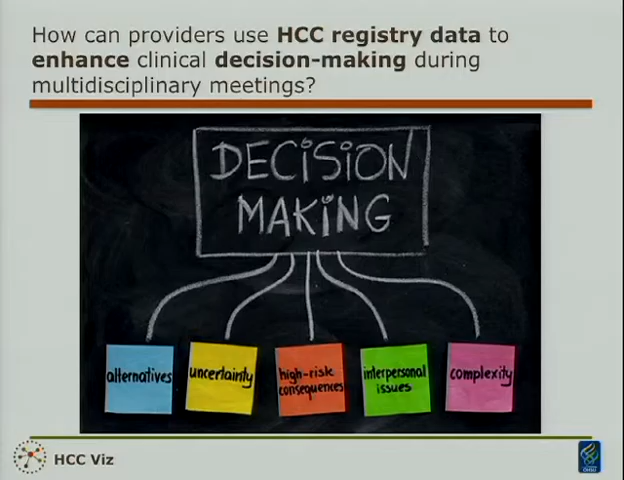 How can providers use HCC registry data to
enhance clinical decision-making during
multidisciplinary meetings?
DECISION
MAKING
alternatives
uncertainty
high-risk
consequences
interpersonal
issues
complexity
HCC Viz
OHSU